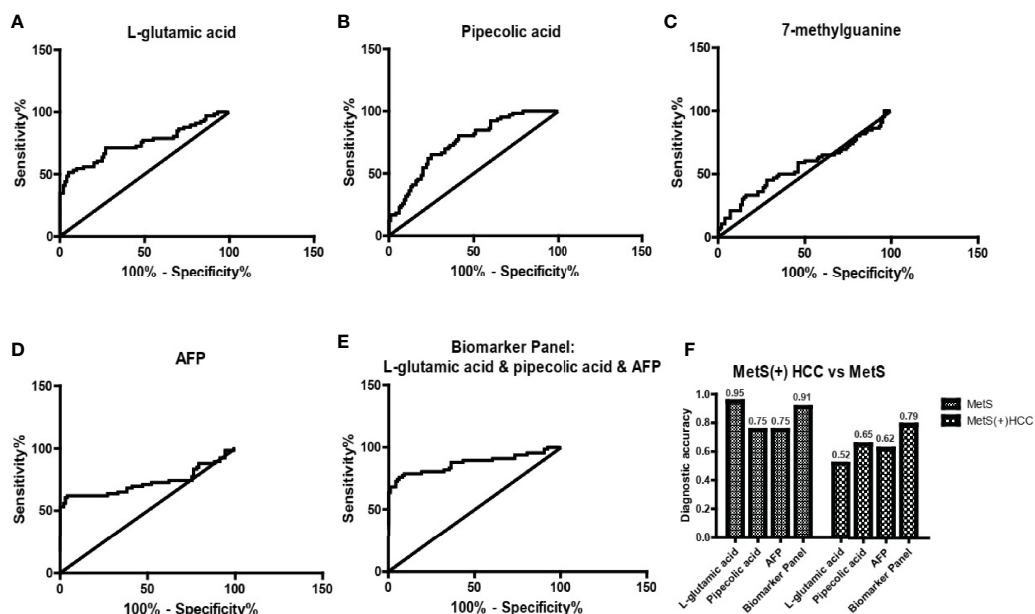 A
L-glutamic acid
150
100
50
0
Sensitivity%
0
50
100
150
100% - Specificity%
B
Pipecolic acid
150
100
50
0
Sensitivity%
0
50
100
150
100% - Specificity%
C
7-methylguanine
150
100
50
0
Sensitivity%
0
50
100
150
100% - Specificity%
D
AFP
150
100
50
0
Sensitivity%
0
50
100
150
100% - Specificity%
E
Biomarker Panel:
L-glutamic acid & pipecolic acid & AFP
150
100
50
0
Sensitivity%
0
50
100
150
100% - Specificity%
F
MetS(+) HCC vs MetS
1.0
0.8
0.6
0.4
0.2
0.0
Diagnostic accuracy
0.95
0.75
0.75
0.91
0.52
0.65
0.62
0.79
L-glutamic acid
Pipecolic acid
AFP
Biomarker Panel
L-glutamic acid
Pipecolic acid
AFP
Biomarker Panel
MetS
MetS(+)HCC